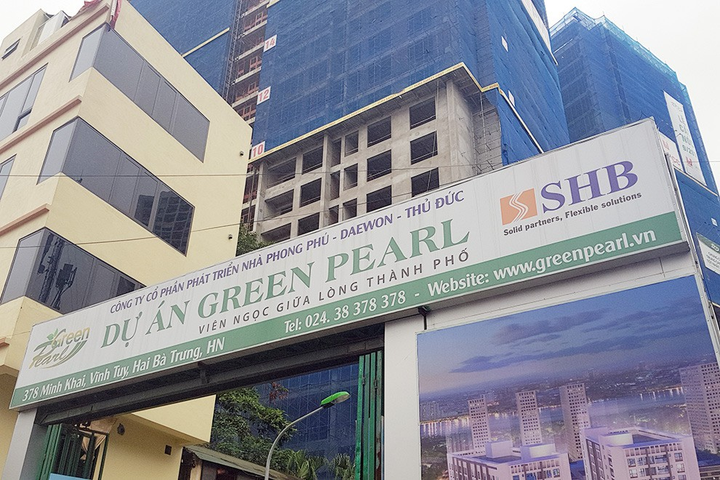 14
12
10
CÔNG TY CỔ PHẦN PHÁT TRIỂN NHÀ PHONG PHÚ - DAEWON - THỦ ĐỨC
DỰ ÁN GREEN PEARL
VIÊN NGỌC GIỮA LÒNG THÀNH PHỐ
SHB
Solid partners, Flexible solutions
Green Pearl
378 Minh Khai, Vĩnh Tuy, Hai Bà Trưng, HN
Tel: 024. 38 378 378 - Website: www.greenpearl.vn